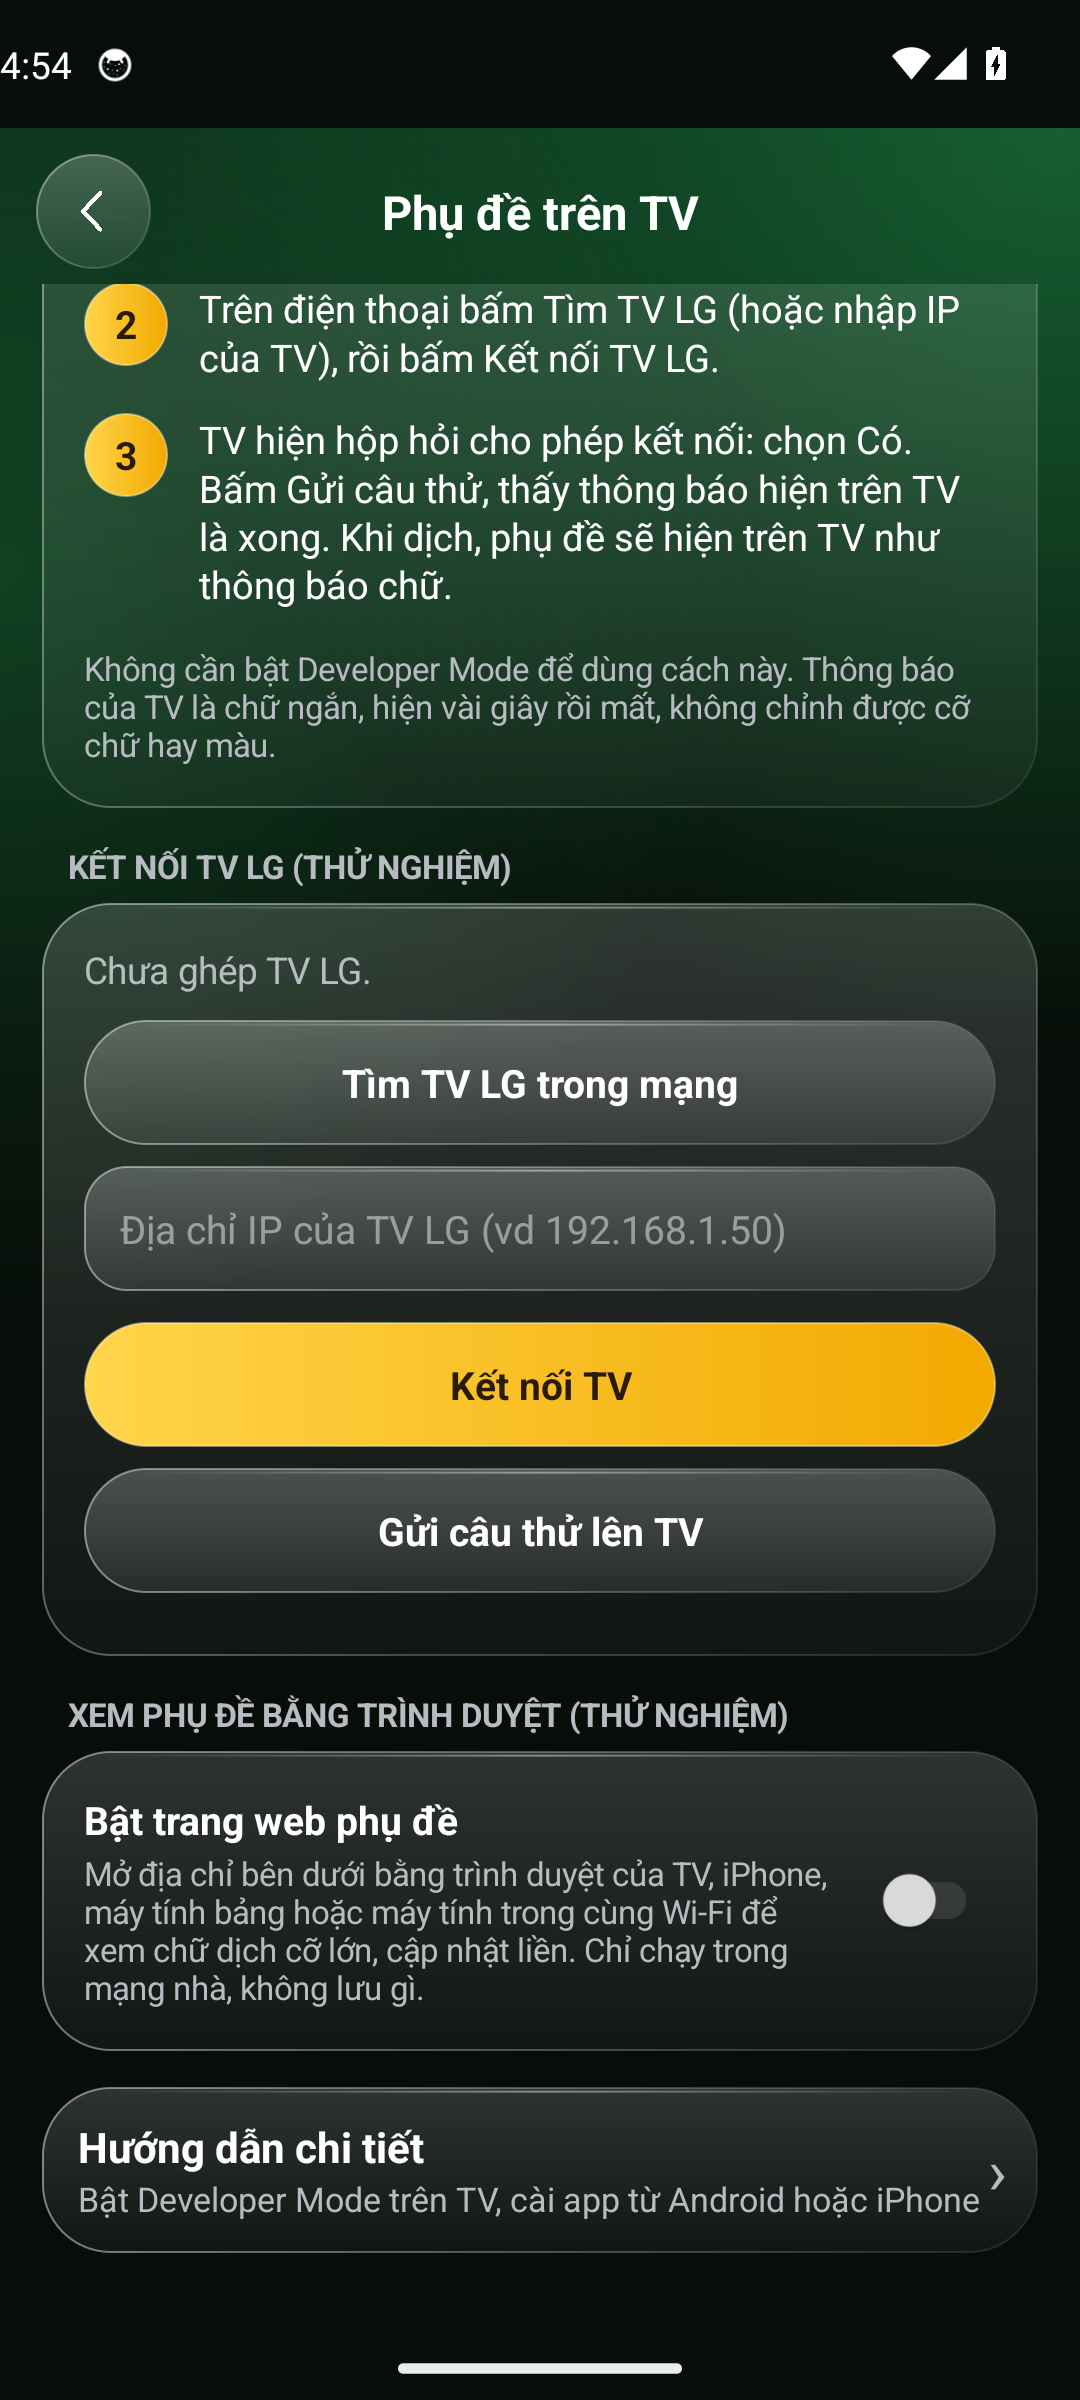 4:54
Phụ đề trên TV
2
Trên điện thoại bấm Tìm TV LG (hoặc nhập IP
của TV), rồi bấm Kết nối TV LG.
3
TV hiện hộp hỏi cho phép kết nối: chọn Có.
Bấm Gửi câu thử, thấy thông báo hiện trên TV
là xong. Khi dịch, phụ đề sẽ hiện trên TV như
thông báo chữ.
Không cần bật Developer Mode để dùng cách này. Thông báo
của TV là chữ ngắn, hiện vài giây rồi mất, không chỉnh được cỡ
chữ hay màu.
KẾT NỐI TV LG (THỬ NGHIỆM)
Chưa ghép TV LG.
Tìm TV LG trong mạng
Địa chỉ IP của TV LG (vd 192.168.1.50)
Kết nối TV
Gửi câu thử lên TV
XEM PHỤ ĐỀ BẰNG TRÌNH DUYỆT (THỬ NGHIỆM)
Bật trang web phụ đề
Mở địa chỉ bên dưới bằng trình duyệt của TV, iPhone,
máy tính bảng hoặc máy tính trong cùng Wi-Fi để
xem chữ dịch cỡ lớn, cập nhật liền. Chỉ chạy trong
mạng nhà, không lưu gì.
Hướng dẫn chi tiết
Bật Developer Mode trên TV, cài app từ Android hoặc iPhone